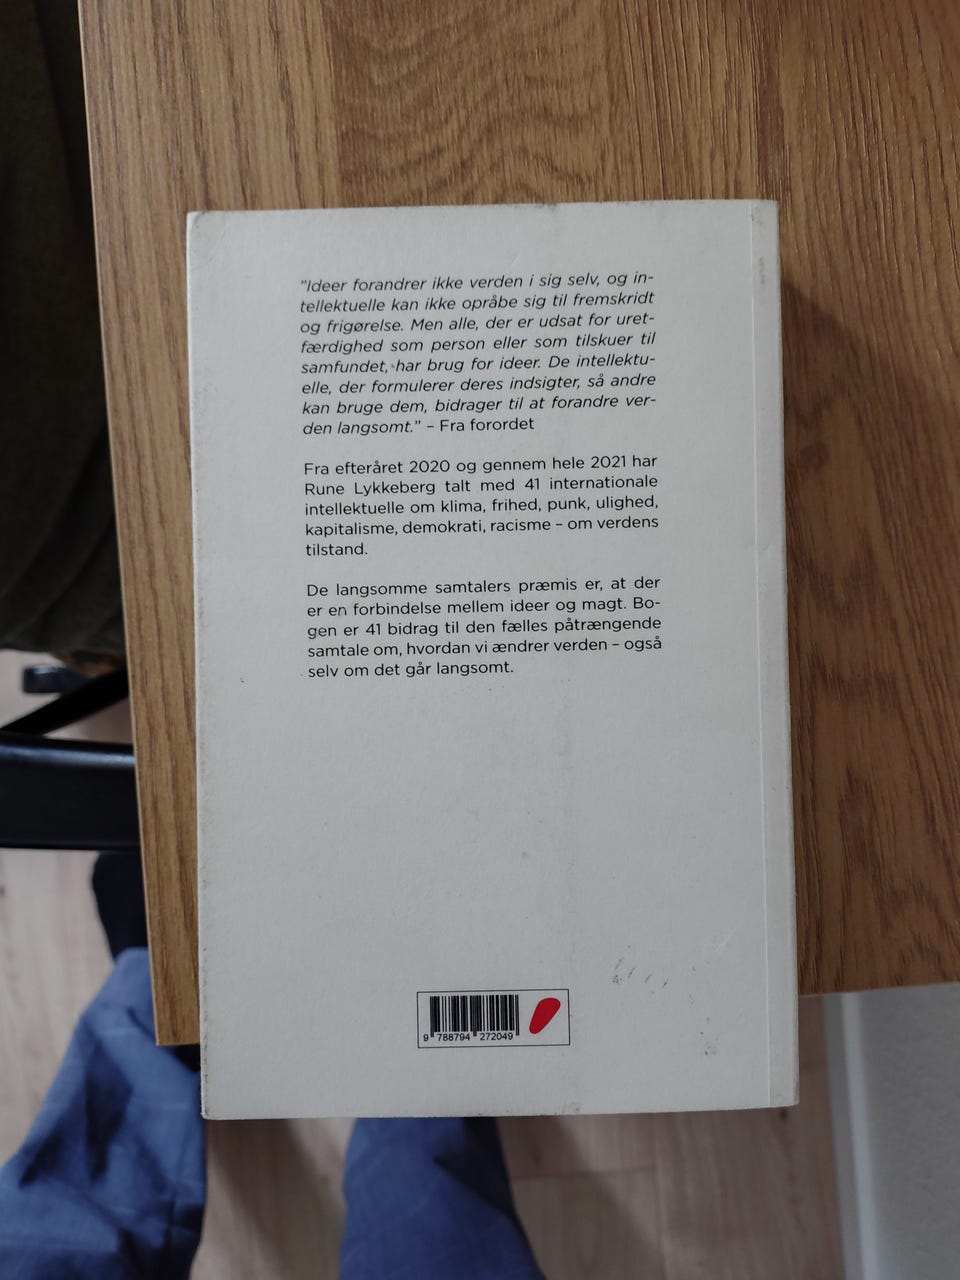 "Ideer forandrer ikke verden i sig selv, og in-
tellektuelle kan ikke opråbe sig til fremskridt
og frigørelse. Men alle, der er udsat for uret-
færdighed som person eller som tilskuer til
samfundet, har brug for ideer. De intellektu-
elle, der formulerer deres indsigter, så andre
kan bruge dem, bidrager til at forandre ver-
den langsomt." – Fra forordet
Fra efteråret 2020 og gennem hele 2021 har
Rune Lykkeberg talt med 41 internationale
intellektuelle om klima, frihed, punk, ulighed,
kapitalisme, demokrati, racisme – om verdens
tilstand.
De langsomme samtalers præmis er, at der
er en forbindelse mellem ideer og magt. Bo-
gen er 41 bidrag til den fælles påtrængende
samtale om, hvordan vi ændrer verden – også
selv om det går langsomt.
9 788794 272049